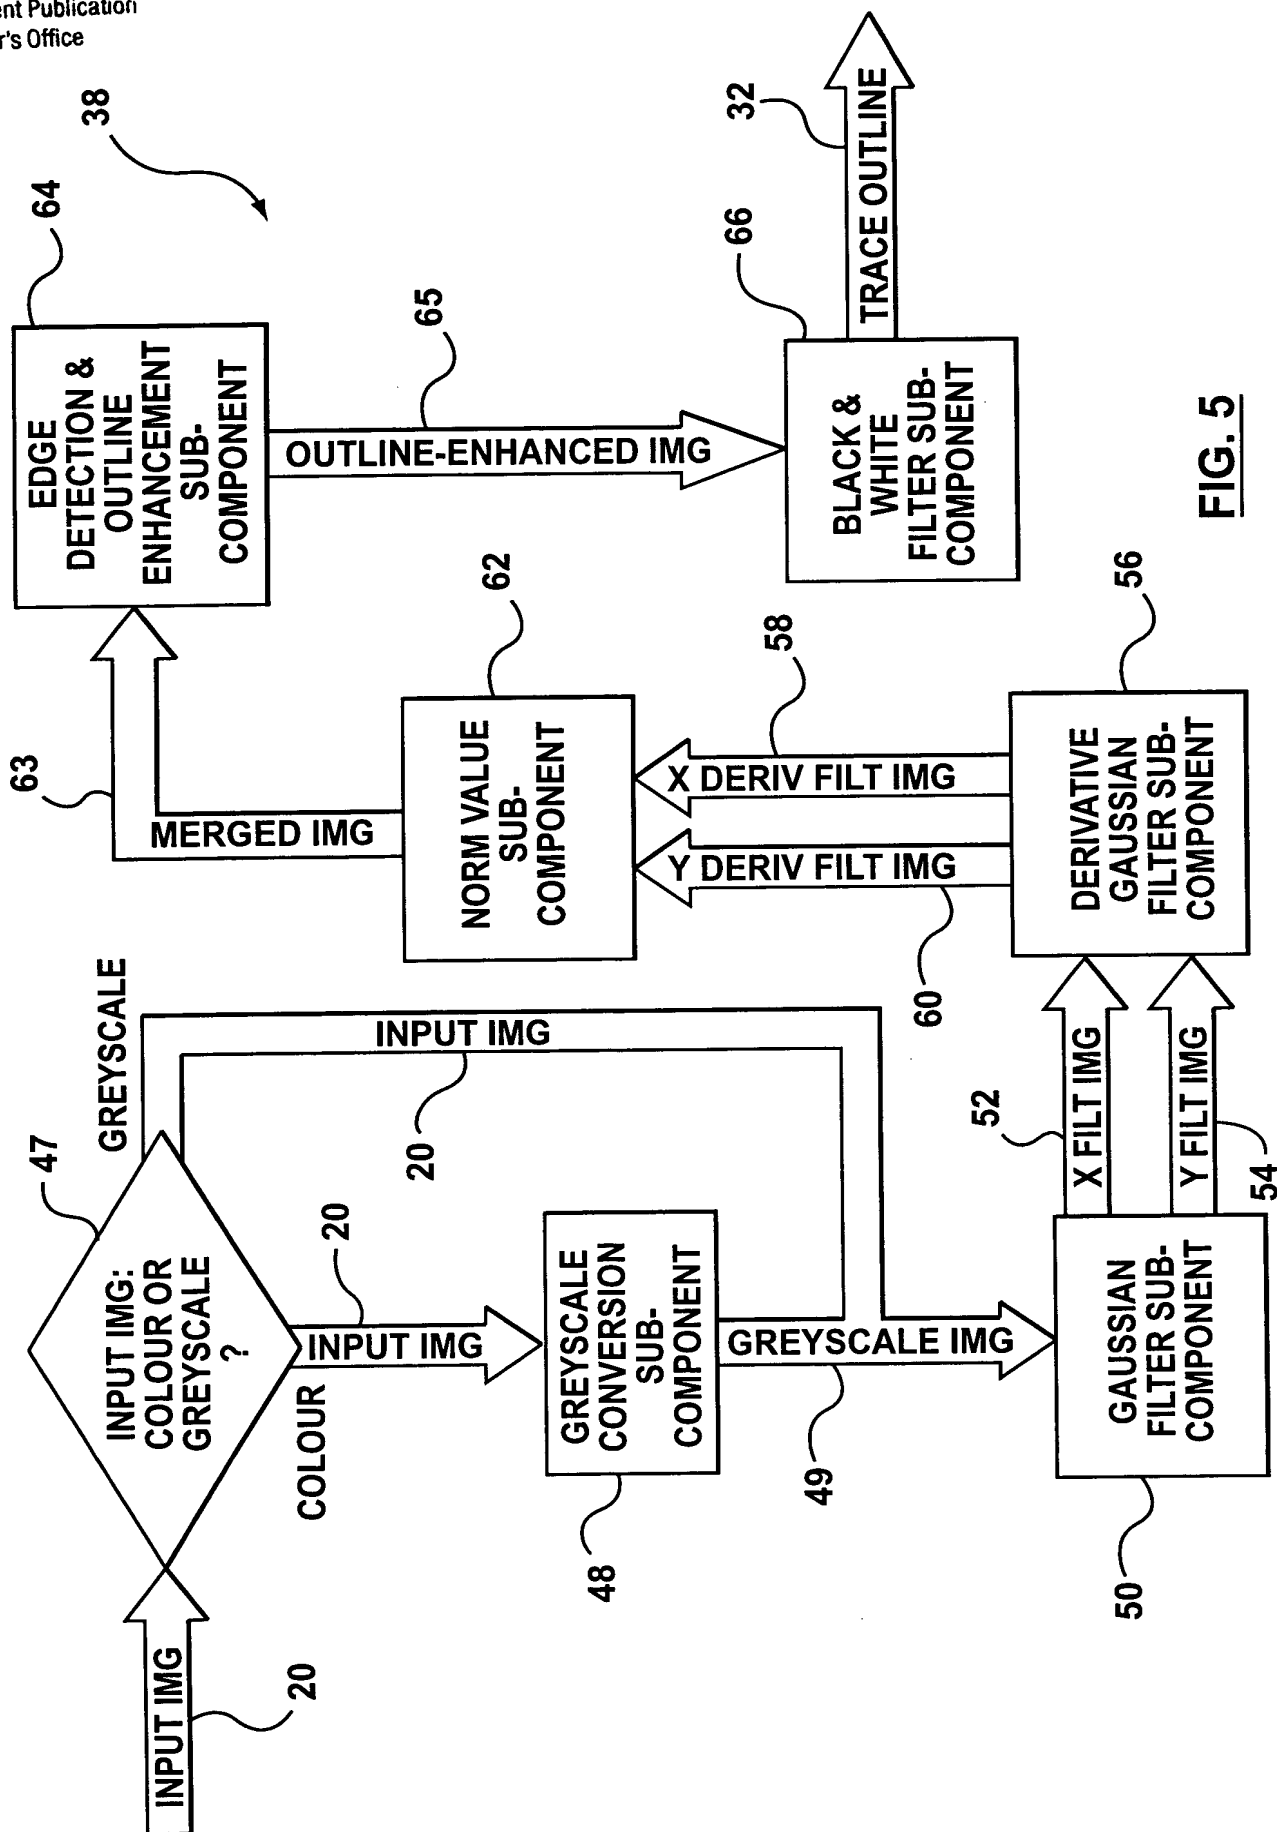 ent Publication
r's Office
38
INPUT IMG
20
INPUT IMG:
COLOUR OR
GREYSCALE
?
47
GREYSCALE
COLOUR
INPUT IMG
20
INPUT IMG
20
GREYSCALE
CONVERSION
SUB-
COMPONENT
48
GREYSCALE IMG
49
GAUSSIAN
FILTER SUB-
COMPONENT
50
X FILT IMG
52
Y FILT IMG
54
DERIVATIVE
GAUSSIAN
FILTER SUB-
COMPONENT
56
X DERIV FILT IMG
58
Y DERIV FILT IMG
60
NORM VALUE
SUB-
COMPONENT
62
MERGED IMG
63
EDGE
DETECTION &
OUTLINE
ENHANCEMENT
SUB-
COMPONENT
64
OUTLINE-ENHANCED IMG
65
BLACK &
WHITE
FILTER SUB-
COMPONENT
66
TRACE OUTLINE
32
FIG. 5